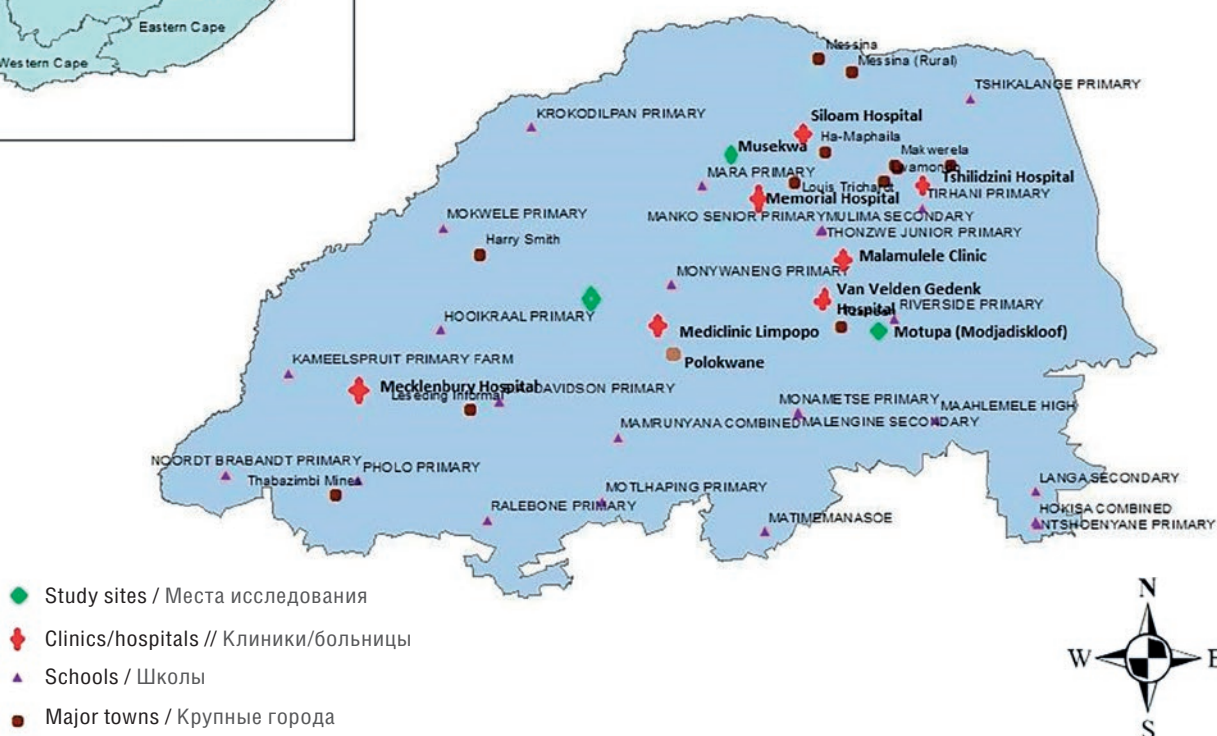 Eastern Cape
Western Cape
Messina
Messina (Rural)
TSHIKALANGE PRIMARY
KROKODILPAN PRIMARY
Siloam Hospital
Ha-Maphaila
Musekwa
Makwerela
MARA PRIMARY
Tshilidzini Hospital
Louis Trichardt
TIRHANI PRIMARY
Memorial Hospital
MOKWELE PRIMARY
MANKO SENIOR PRIMARY
MULIMA SECONDARY
THONZWE JUNIOR PRIMARY
Harry Smith
Malamulele Clinic
MONYWANENG PRIMARY
Van Velden Gedenk
Hospital
RIVERSIDE PRIMARY
HOOIKRAAL PRIMARY
Mediclinic Limpopo
Motupa (Modjadiskloof)
KAMEELSPRUIT PRIMARY FARM
Polokwane
Mecklenbury Hospital
DAVIDSON PRIMARY
Leseding Informal
MONAMETSE PRIMARY
MAAHLEMELE HIGH
MAMRUNYANA COMBINED
MALENGINE SECONDARY
NOORDT BRABANDT PRIMARY
PHOLO PRIMARY
Thabazimbi Mines
MOTLHAPING PRIMARY
LANGA SECONDARY
RALEBONE PRIMARY
HOKISA COMBINED
MATIMEMANASOE
NTSHOENYANE PRIMARY
Study sites / Места исследования
Clinics/hospitals // Клиники/больницы
Schools / Школы
Major towns / Крупные города
N
W
E
S